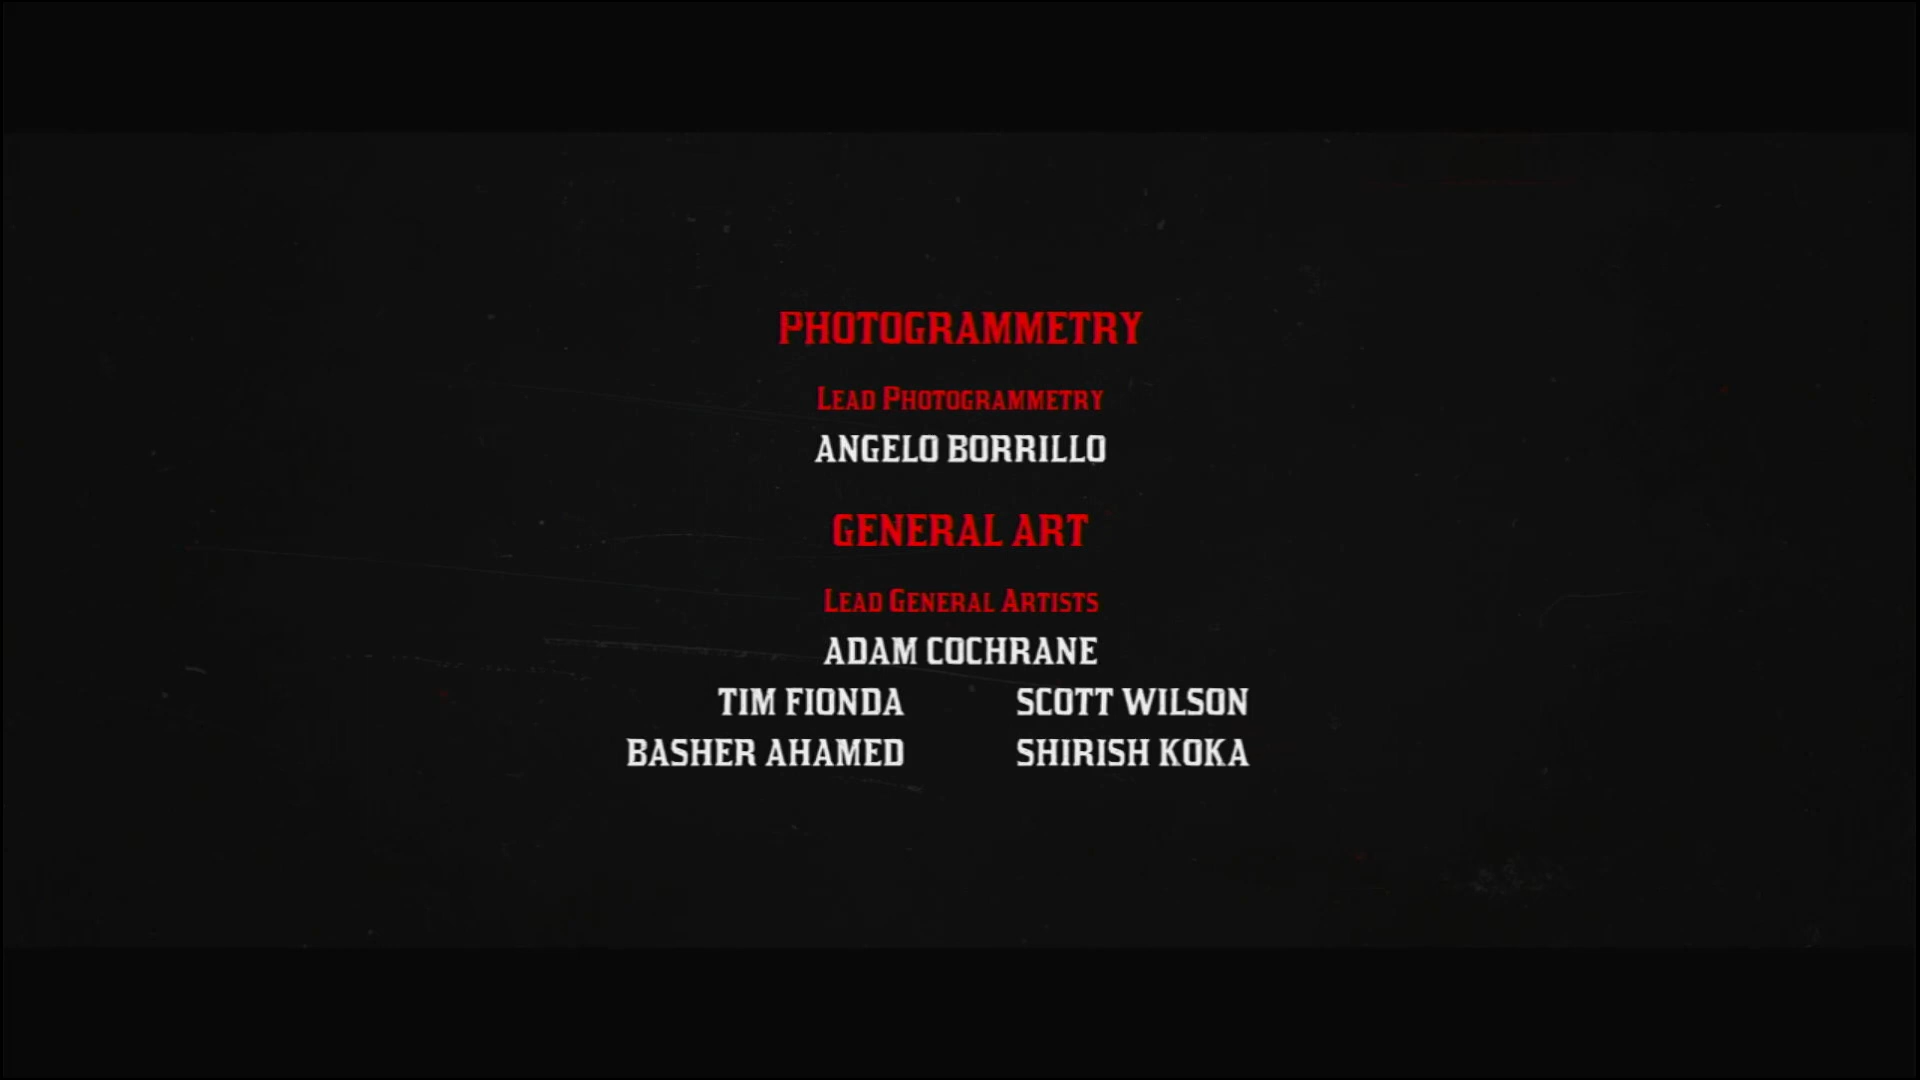 PHOTOGRAMMETRY
LEAD PHOTOGRAMMETRY
ANGELO BORRILLO
GENERAL ART
LEAD GENERAL ARTISTS
ADAM COCHRANE
TIM FIONDA SCOTT WILSON
BASHER AHAMED SHIRISH KOKA